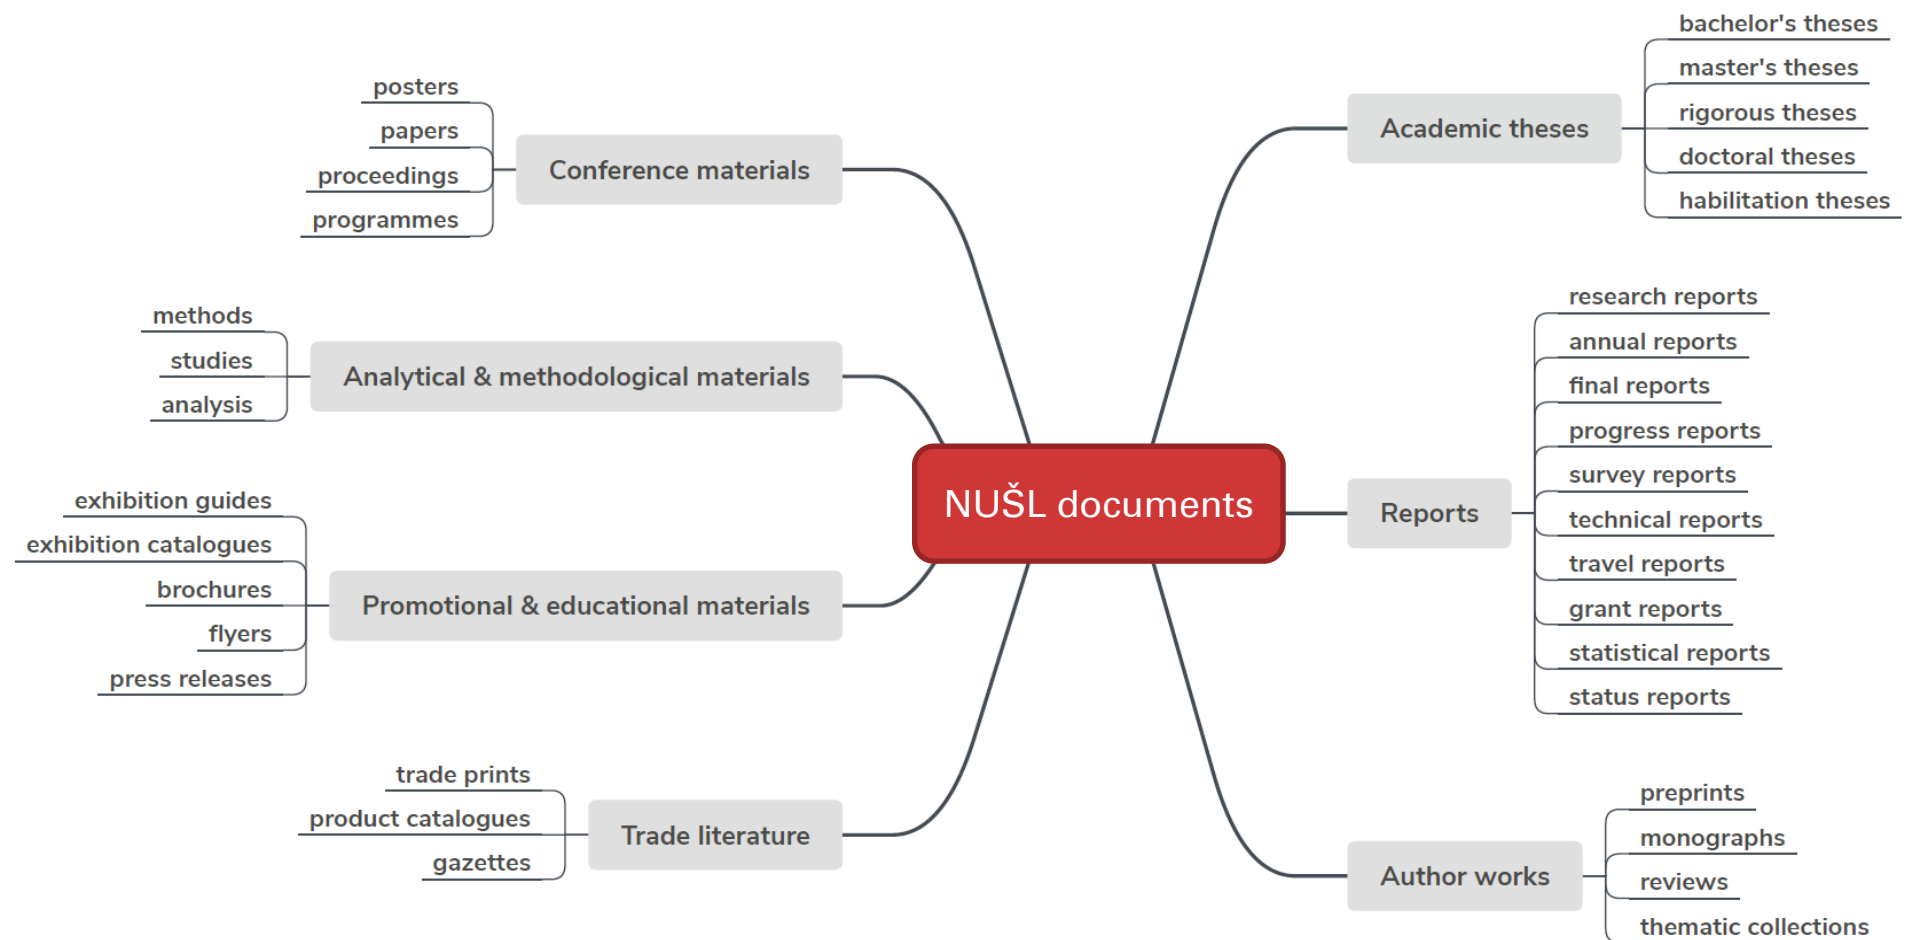 NUŠL documents
Conference materials
posters
papers
proceedings
programmes
Analytical & methodological materials
methods
studies
analysis
Promotional & educational materials
exhibition guides
exhibition catalogues
brochures
flyers
press releases
Trade literature
trade prints
product catalogues
gazettes
Academic theses
bachelor's theses
master's theses
rigorous theses
doctoral theses
habilitation theses
Reports
research reports
annual reports
final reports
progress reports
survey reports
technical reports
travel reports
grant reports
statistical reports
status reports
Author works
preprints
monographs
reviews
thematic collections